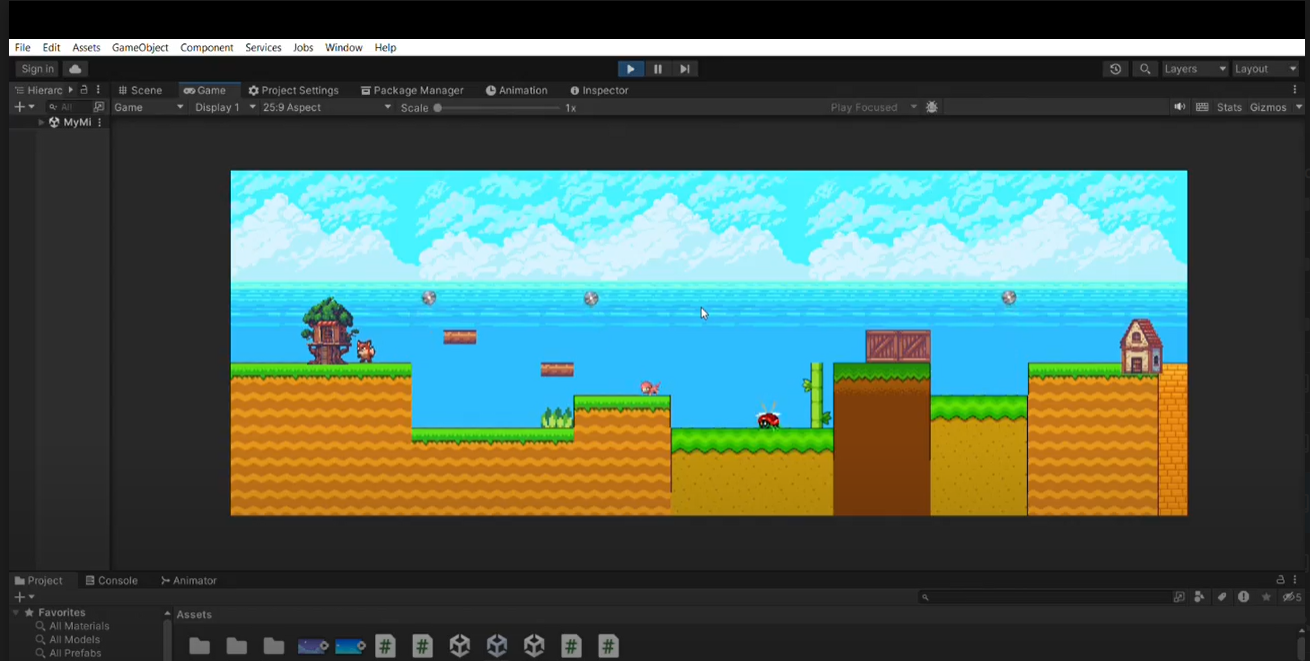 File Edit Assets GameObject Component Services Jobs Window Help
Sign in Layers Layout
Hierarc Scene Game Project Settings Package Manager Animation Inspector
All Game Display 1 25:9 Aspect Scale 1x Play Focused Stats Gizmos
MyMi
Project Console Animator
5
Favorites Assets
All Materials
All Models
All Prefabs